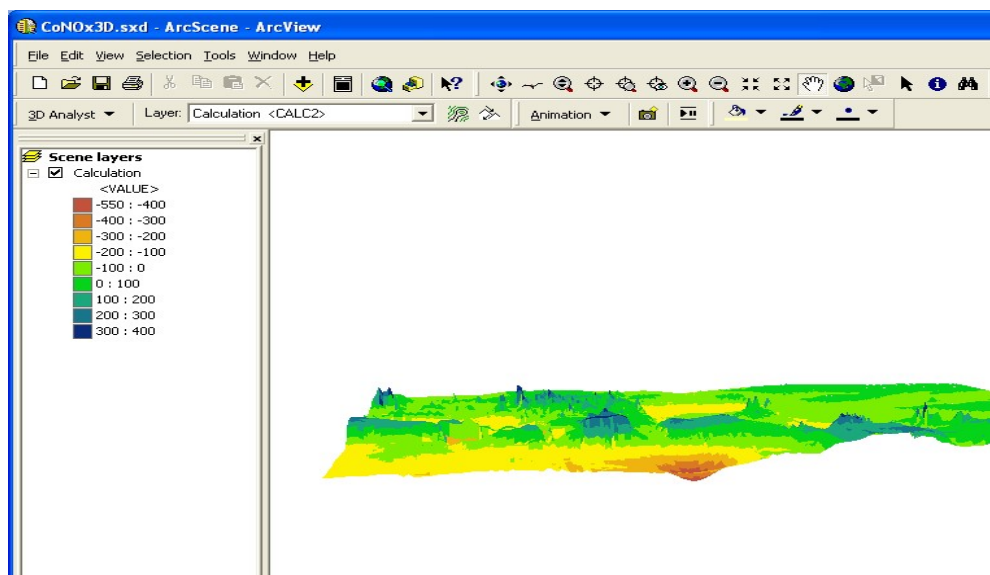 CoNOx3D.sxd - ArcScene - ArcView
File Edit View Selection Tools Window Help
3D Analyst Layer: Calculation <CALC2> Animation
Scene layers
Calculation
<VALUE>
-550 : -400
-400 : -300
-300 : -200
-200 : -100
-100 : 0
0 : 100
100 : 200
200 : 300
300 : 400